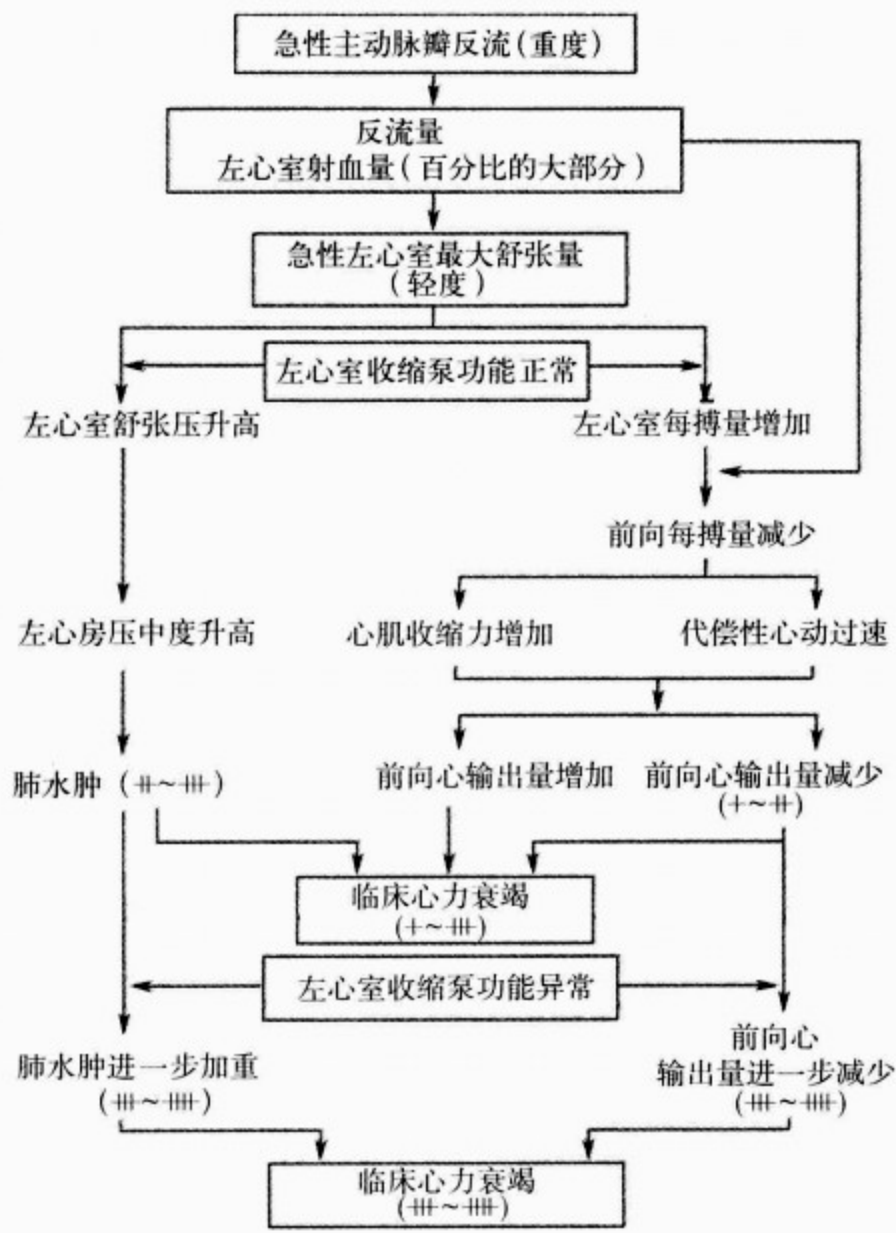 急性主动脉瓣反流(重度)
反流量
左心室射血量(百分比的大部分)
急性左心室最大舒张量
(轻度)
左心室收缩泵功能正常
左心室舒张压升高
左心室每搏量增加
前向每搏量减少
左心房压中度升高
心肌收缩力增加
代偿性心动过速
肺水肿(卄~卅)
前向心输出量增加
前向心输出量减少
(+~卄)
临床心力衰竭
(+~卅)
左心室收缩泵功能异常
肺水肿进一步加重
(卅~卌)
前向心
输出量进一步减少
(卅~卌)
临床心力衰竭
(卅~卌)